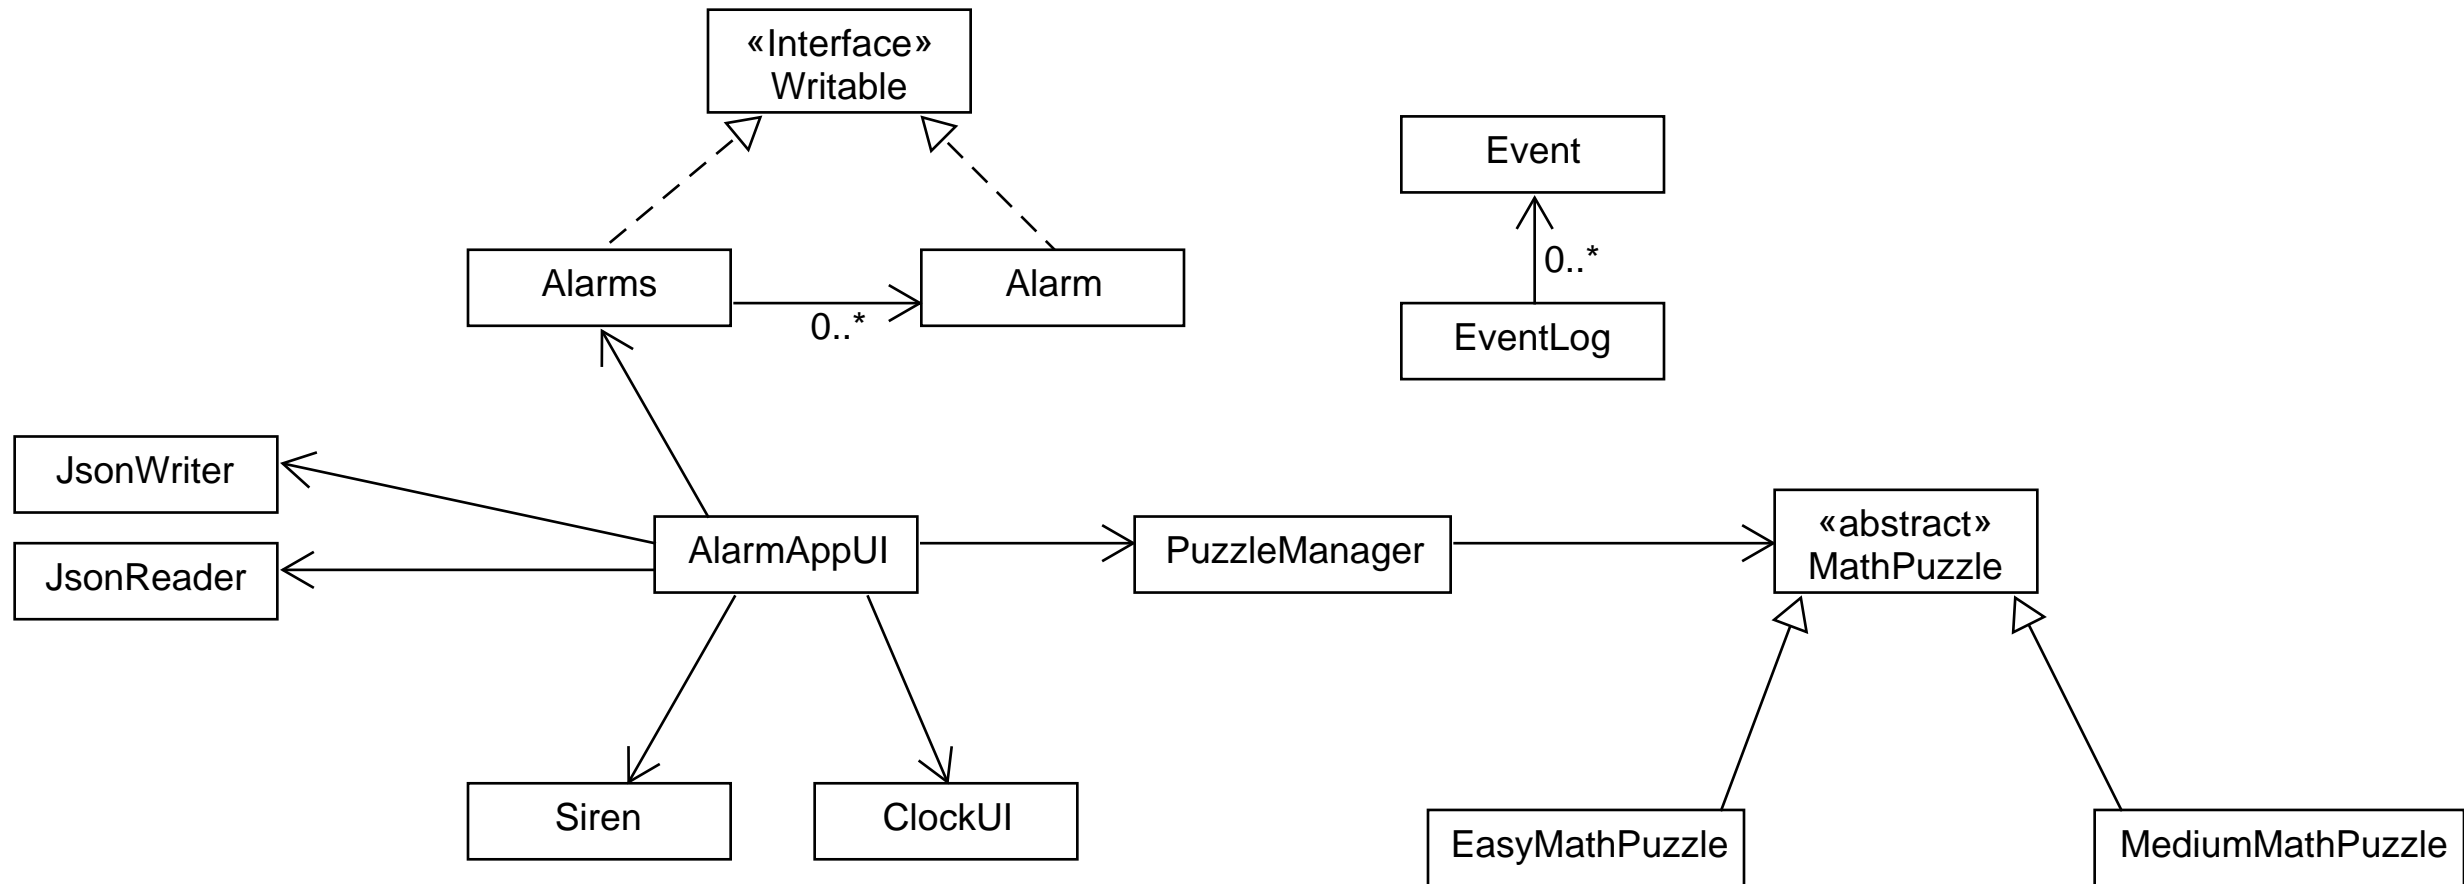 «Interface»
Writable
Event
Alarms
Alarm
0..*
0..*
EventLog
JsonWriter
JsonReader
AlarmAppUI
PuzzleManager
«abstract»
MathPuzzle
Siren
ClockUI
EasyMathPuzzle
MediumMathPuzzle